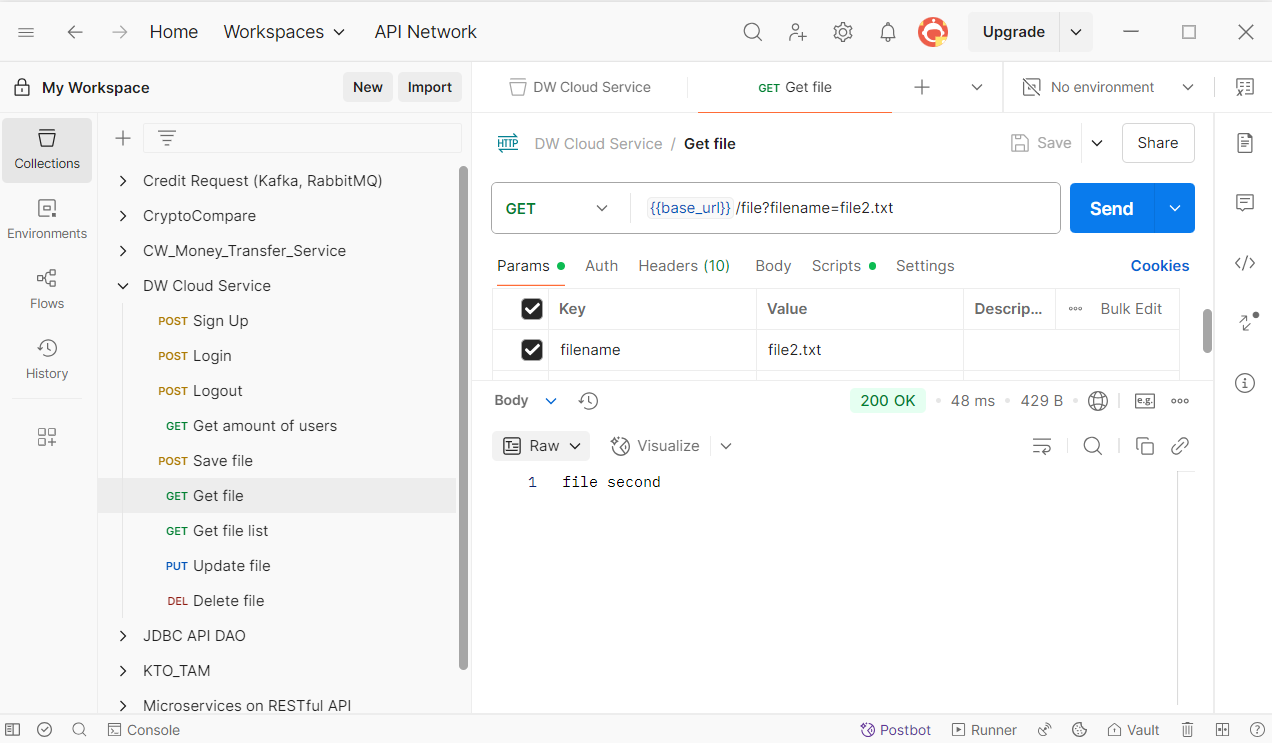 Home Workspaces API Network Upgrade
My Workspace New Import
DW Cloud Service GET Get file No environment
Collections
Environments
Flows
History
Credit Request (Kafka, RabbitMQ)
CryptoCompare
CW_Money_Transfer_Service
DW Cloud Service
POST Sign Up
POST Login
POST Logout
GET Get amount of users
POST Save file
GET Get file
GET Get file list
PUT Update file
DEL Delete file
JDBC API DAO
KTO_TAM
Microservices on RESTful API
HTTP DW Cloud Service / Get file Save Share
GET {{base_url}} /file?filename=file2.txt Send
Params Auth Headers (10) Body Scripts Settings Cookies
Key Value Descrip... Bulk Edit
filename file2.txt
Body 200 OK 48 ms 429 B e.g.
Raw Visualize
1 file second
Console Postbot Runner Vault